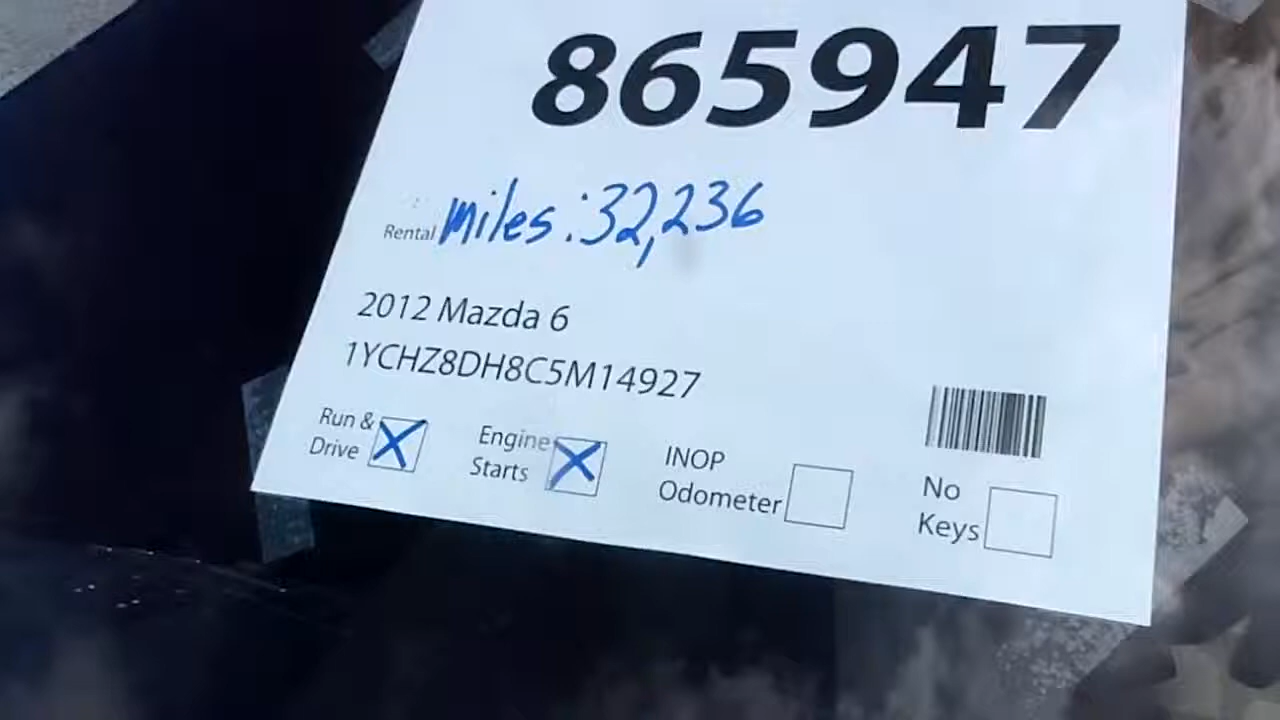 865947
Rental miles: 32,236
2012 Mazda 6
1YCHZ8DH8C5M14927
Run & Drive
Engine Starts
INOP Odometer
No Keys